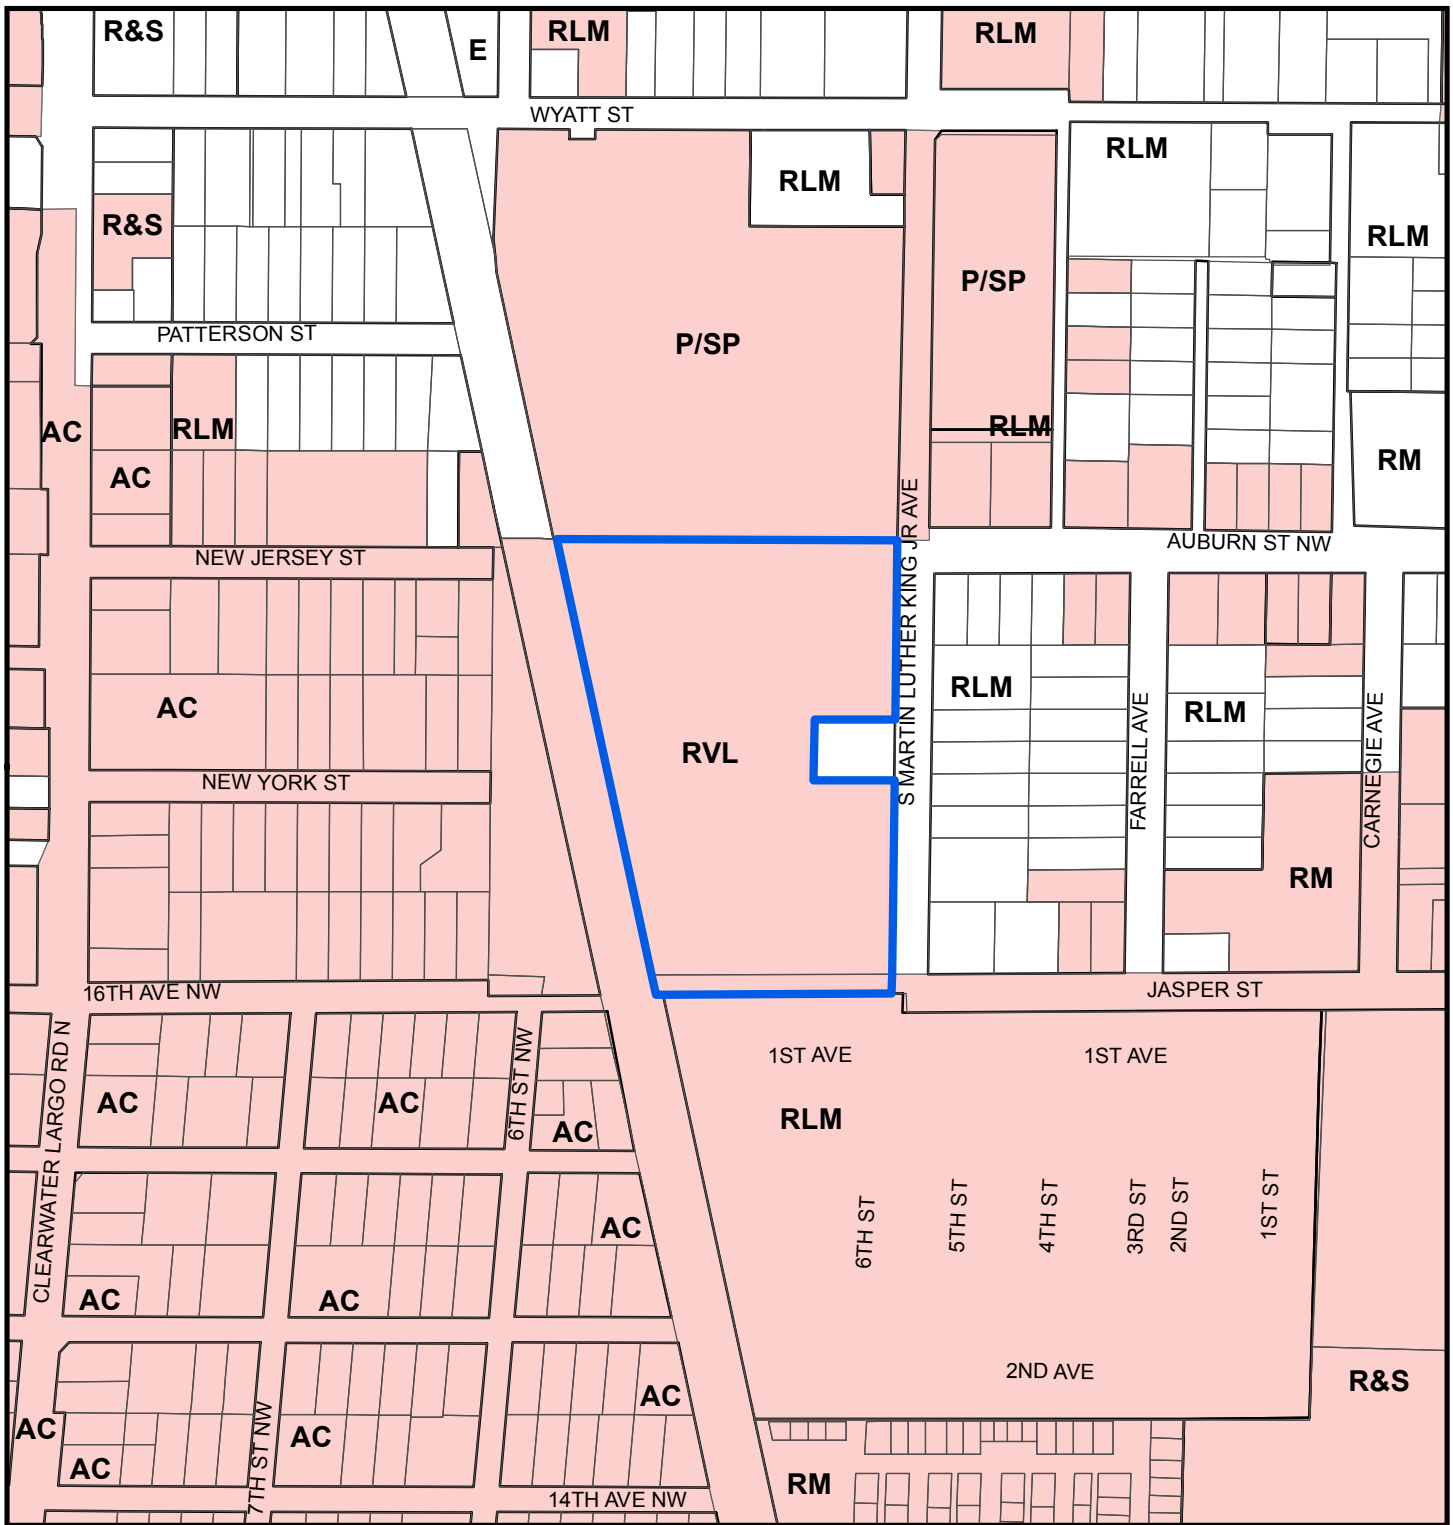 R&S
E
RLM
RLM
WYATT ST
RLM
RLM
R&S
RLM
P/SP
PATTERSON ST
P/SP
AC
RLM
RLM
AC
RM
NEW JERSEY ST
S MARTIN LUTHER KING JR AVE
AUBURN ST NW
RLM
AC
RLM
FARRELL AVE
CARNEGIE AVE
RVL
NEW YORK ST
RM
16TH AVE NW
JASPER ST
CLEARWATER LARGO RD N
6TH ST NW
1ST AVE
1ST AVE
AC
AC
RLM
AC
6TH ST
5TH ST
4TH ST
3RD ST
2ND ST
1ST ST
AC
AC
AC
2ND AVE
R&S
AC
AC
7TH ST NW
AC
AC
RM
14TH AVE NW